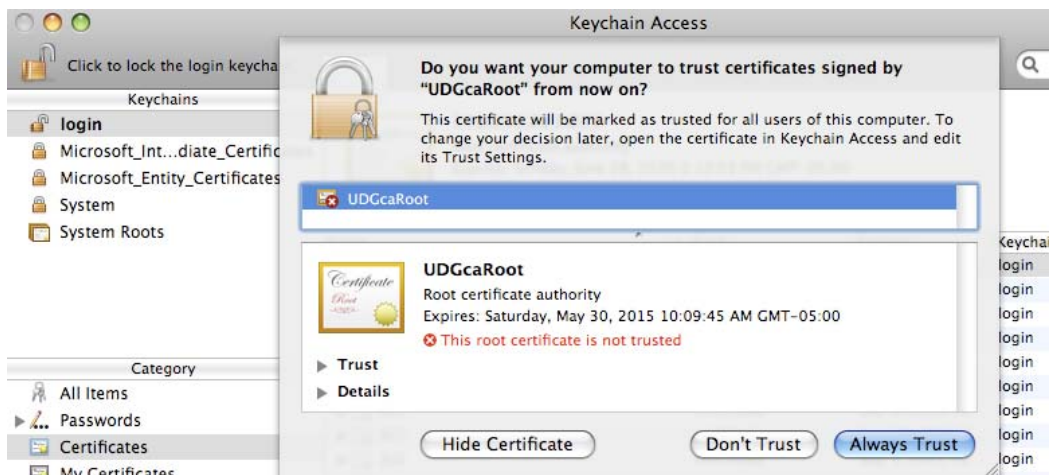 Keychain Access
Click to lock the login keycha
Keychains
login
Microsoft_Int...diate_Certific
Microsoft_Entity_Certificates
System
System Roots
Do you want your computer to trust certificates signed by
“UDGcaRoot” from now on?
This certificate will be marked as trusted for all users of this computer. To
change your decision later, open the certificate in Keychain Access and edit
its Trust Settings.
UDGcaRoot
Certificate
Root
UDGcaRoot
Root certificate authority
Expires: Saturday, May 30, 2015 10:09:45 AM GMT-05:00
This root certificate is not trusted
Trust
Details
Hide Certificate
Don't Trust
Always Trust
Keychai
login
login
login
login
login
login
login
login
login
Category
All Items
Passwords
Certificates
My Certificates